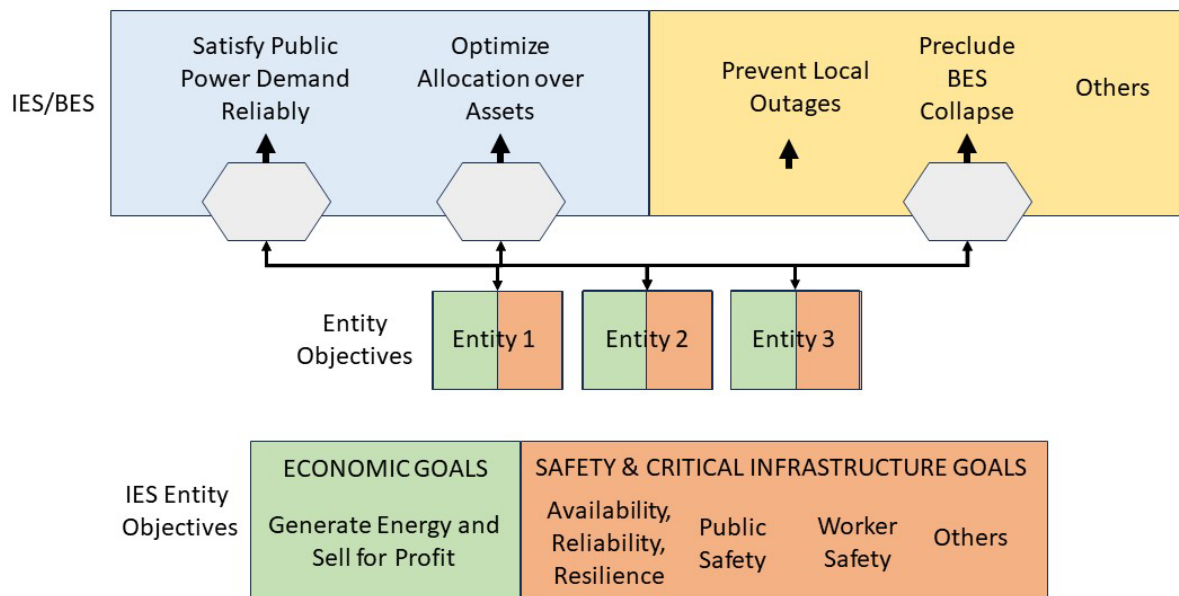 IES/BES
Satisfy Public
Power Demand
Reliably
Optimize
Allocation over
Assets
Prevent Local
Outages
Preclude
BES
Collapse
Others
Entity
Objectives
Entity 1
Entity 2
Entity 3
IES Entity
Objectives
ECONOMIC GOALS
Generate Energy and
Sell for Profit
SAFETY & CRITICAL INFRASTRUCTURE GOALS
Availability,
Reliability,
Resilience
Public
Safety
Worker
Safety
Others